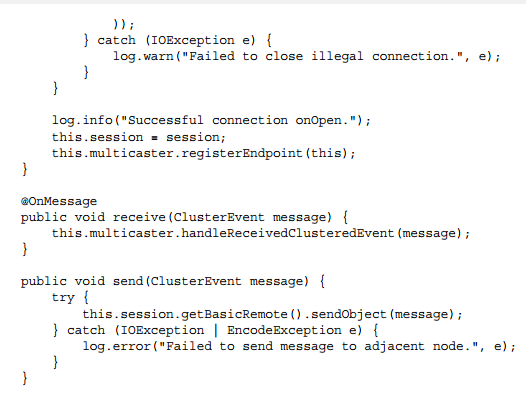 ));
        } catch (IOException e) {
            log.warn("Failed to close illegal connection.", e);
        }
    }

    log.info("Successful connection onOpen.");
    this.session = session;
    this.multicaster.registerEndpoint(this);
}

@OnMessage
public void receive(ClusterEvent message) {
    this.multicaster.handleReceivedClusteredEvent(message);
}

public void send(ClusterEvent message) {
    try {
        this.session.getBasicRemote().sendObject(message);
    } catch (IOException | EncodeException e) {
        log.error("Failed to send message to adjacent node.", e);
    }
}